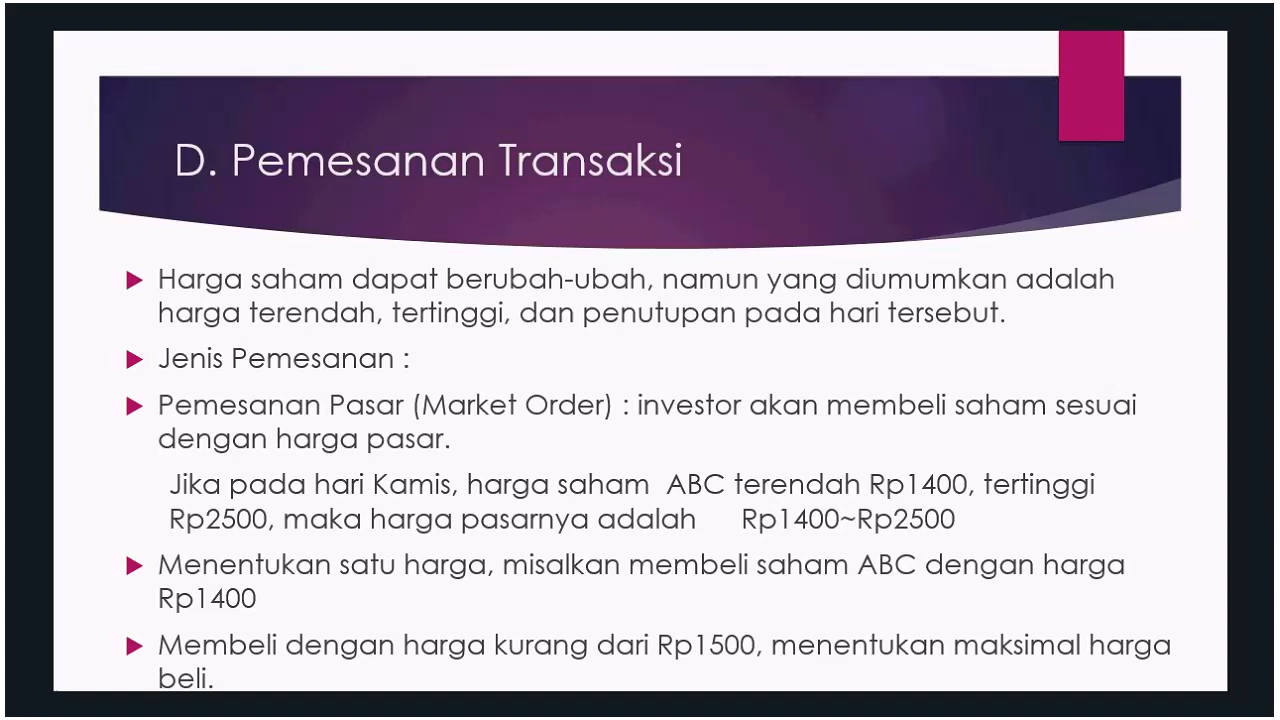 D. Pemesanan Transaksi
Harga saham dapat berubah-ubah, namun yang diumumkan adalah
harga terendah, tertinggi, dan penutupan pada hari tersebut.
Jenis Pemesanan :
Pemesanan Pasar (Market Order) : investor akan membeli saham sesuai
dengan harga pasar.
Jika pada hari Kamis, harga saham ABC terendah Rp1400, tertinggi
Rp2500, maka harga pasarnya adalah Rp1400~Rp2500
Menentukan satu harga, misalkan membeli saham ABC dengan harga
Rp1400
Membeli dengan harga kurang dari Rp1500, menentukan maksimal harga
beli.